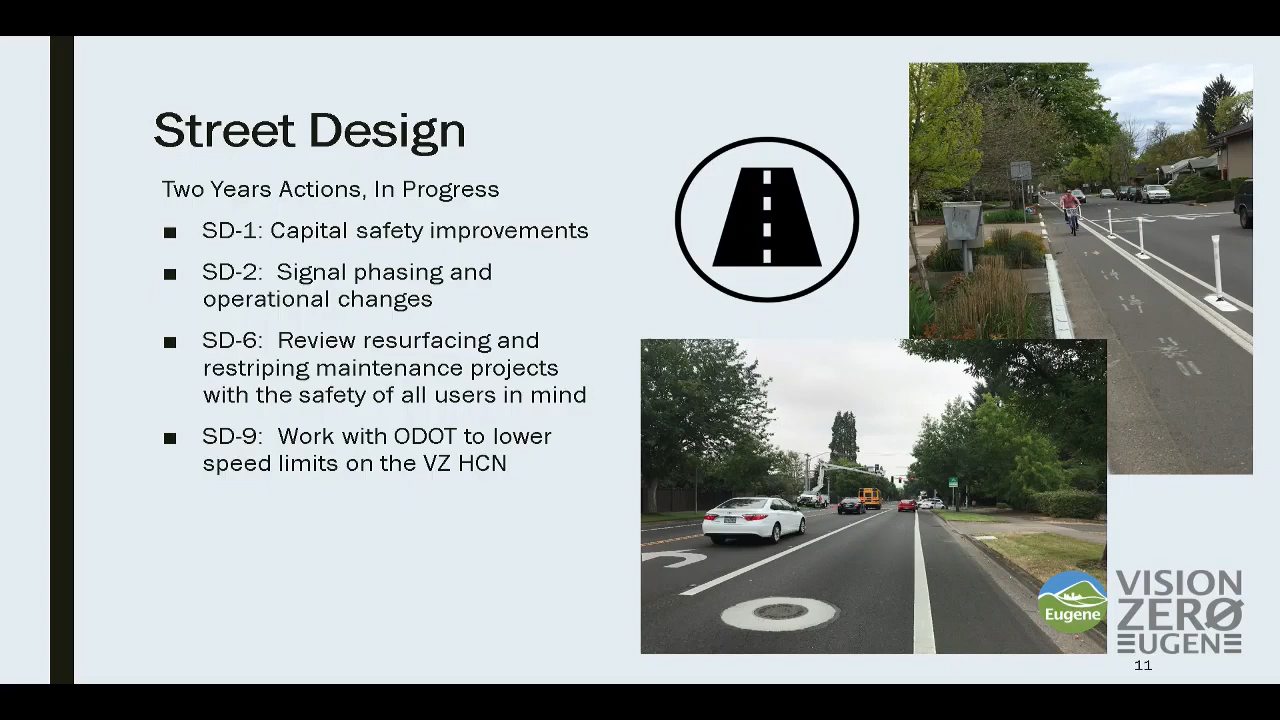 Street Design
Two Years Actions, In Progress
■ SD-1: Capital safety improvements
■ SD-2: Signal phasing and
operational changes
■ SD-6: Review resurfacing and
restriping maintenance projects
with the safety of all users in mind
■ SD-9: Work with ODOT to lower
speed limits on the VZ HCN
Eugene
VISION
ZERO
EUGENE
11